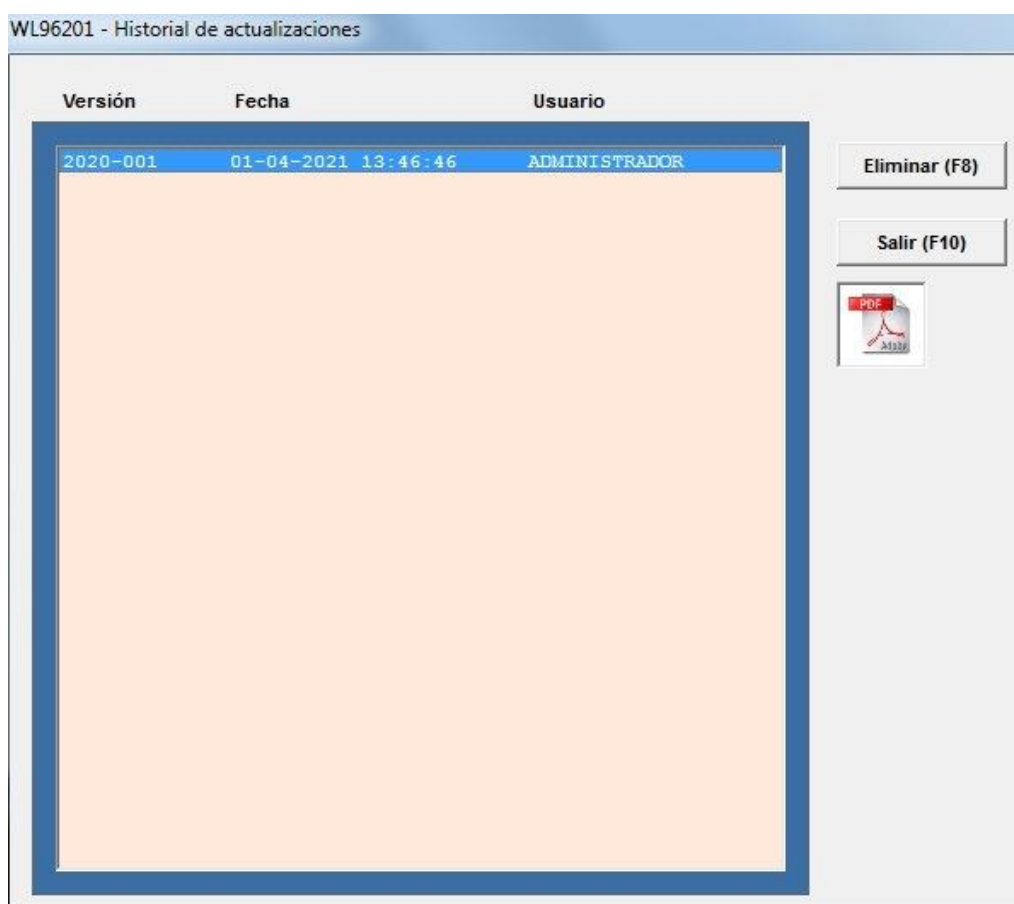 WL96201 - Historial de actualizaciones
Versión Fecha Usuario
2020-001 01-04-2021 13:46:46 ADMINISTRADOR
Eliminar (F8)
Salir (F10)
PDF
Adobe